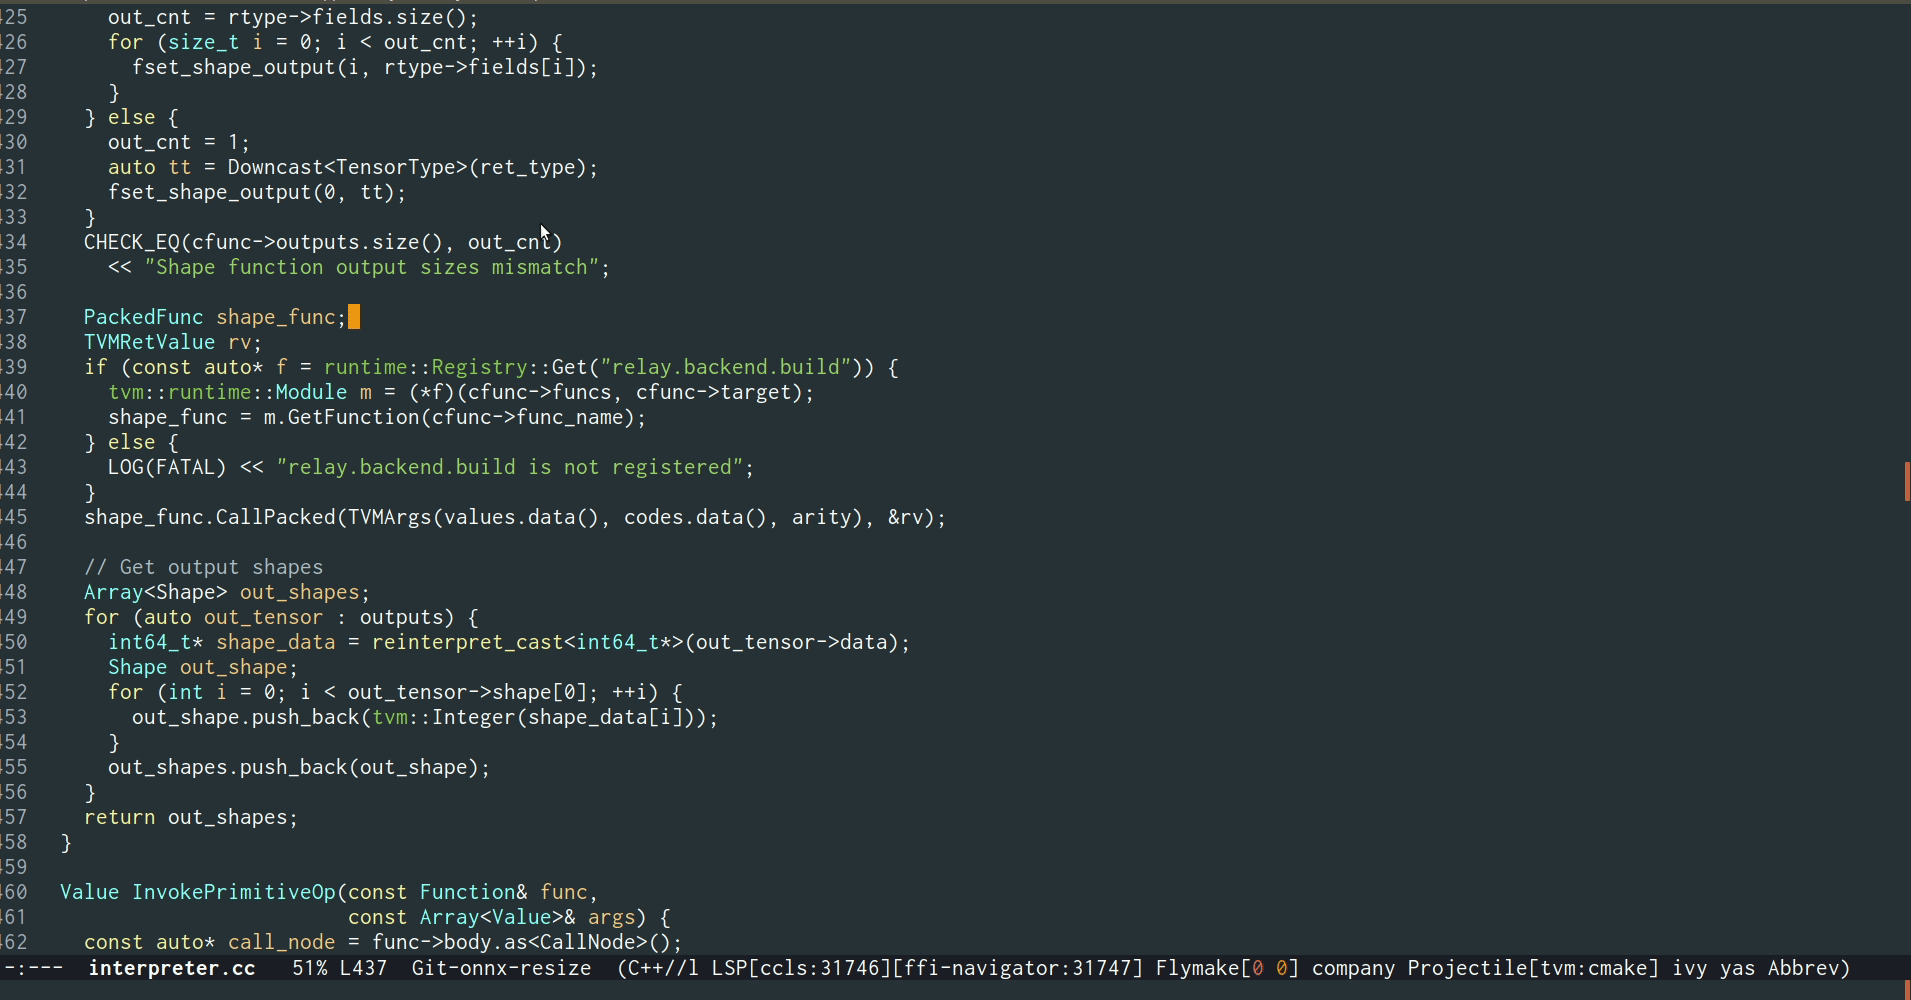 425 out_cnt = rtype->fields.size();
426 for (size_t i = 0; i < out_cnt; ++i) {
427 fset_shape_output(i, rtype->fields[i]);
428 }
429 } else {
430 out_cnt = 1;
431 auto tt = Downcast<TensorType>(ret_type);
432 fset_shape_output(0, tt);
433 }
434 CHECK_EQ(cfunc->outputs.size(), out_cnt)
435 << "Shape function output sizes mismatch";
436
437 PackedFunc shape_func;
438 TVMRetValue rv;
439 if (const auto* f = runtime::Registry::Get("relay.backend.build")) {
440 tvm::runtime::Module m = (*f)(cfunc->funcs, cfunc->target);
441 shape_func = m.GetFunction(cfunc->func_name);
442 } else {
443 LOG(FATAL) << "relay.backend.build is not registered";
444 }
445 shape_func.CallPacked(TVMArgs(values.data(), codes.data(), arity), &rv);
446
447 // Get output shapes
448 Array<Shape> out_shapes;
449 for (auto out_tensor : outputs) {
450 int64_t* shape_data = reinterpret_cast<int64_t*>(out_tensor->data);
451 Shape out_shape;
452 for (int i = 0; i < out_tensor->shape[0]; ++i) {
453 out_shape.push_back(tvm::Integer(shape_data[i]));
454 }
455 out_shapes.push_back(out_shape);
456 }
457 return out_shapes;
458 }
459
460 Value InvokePrimitiveOp(const Function& func,
461 const Array<Value>& args) {
462 const auto* call_node = func->body.as<CallNode>();
-:--- interpreter.cc 51% L437 Git-onnx-resize (C++//l LSP[ccls:31746][ffi-navigator:31747] Flymake[0 0] company Projectile[tvm:cmake] ivy yas Abbrev)